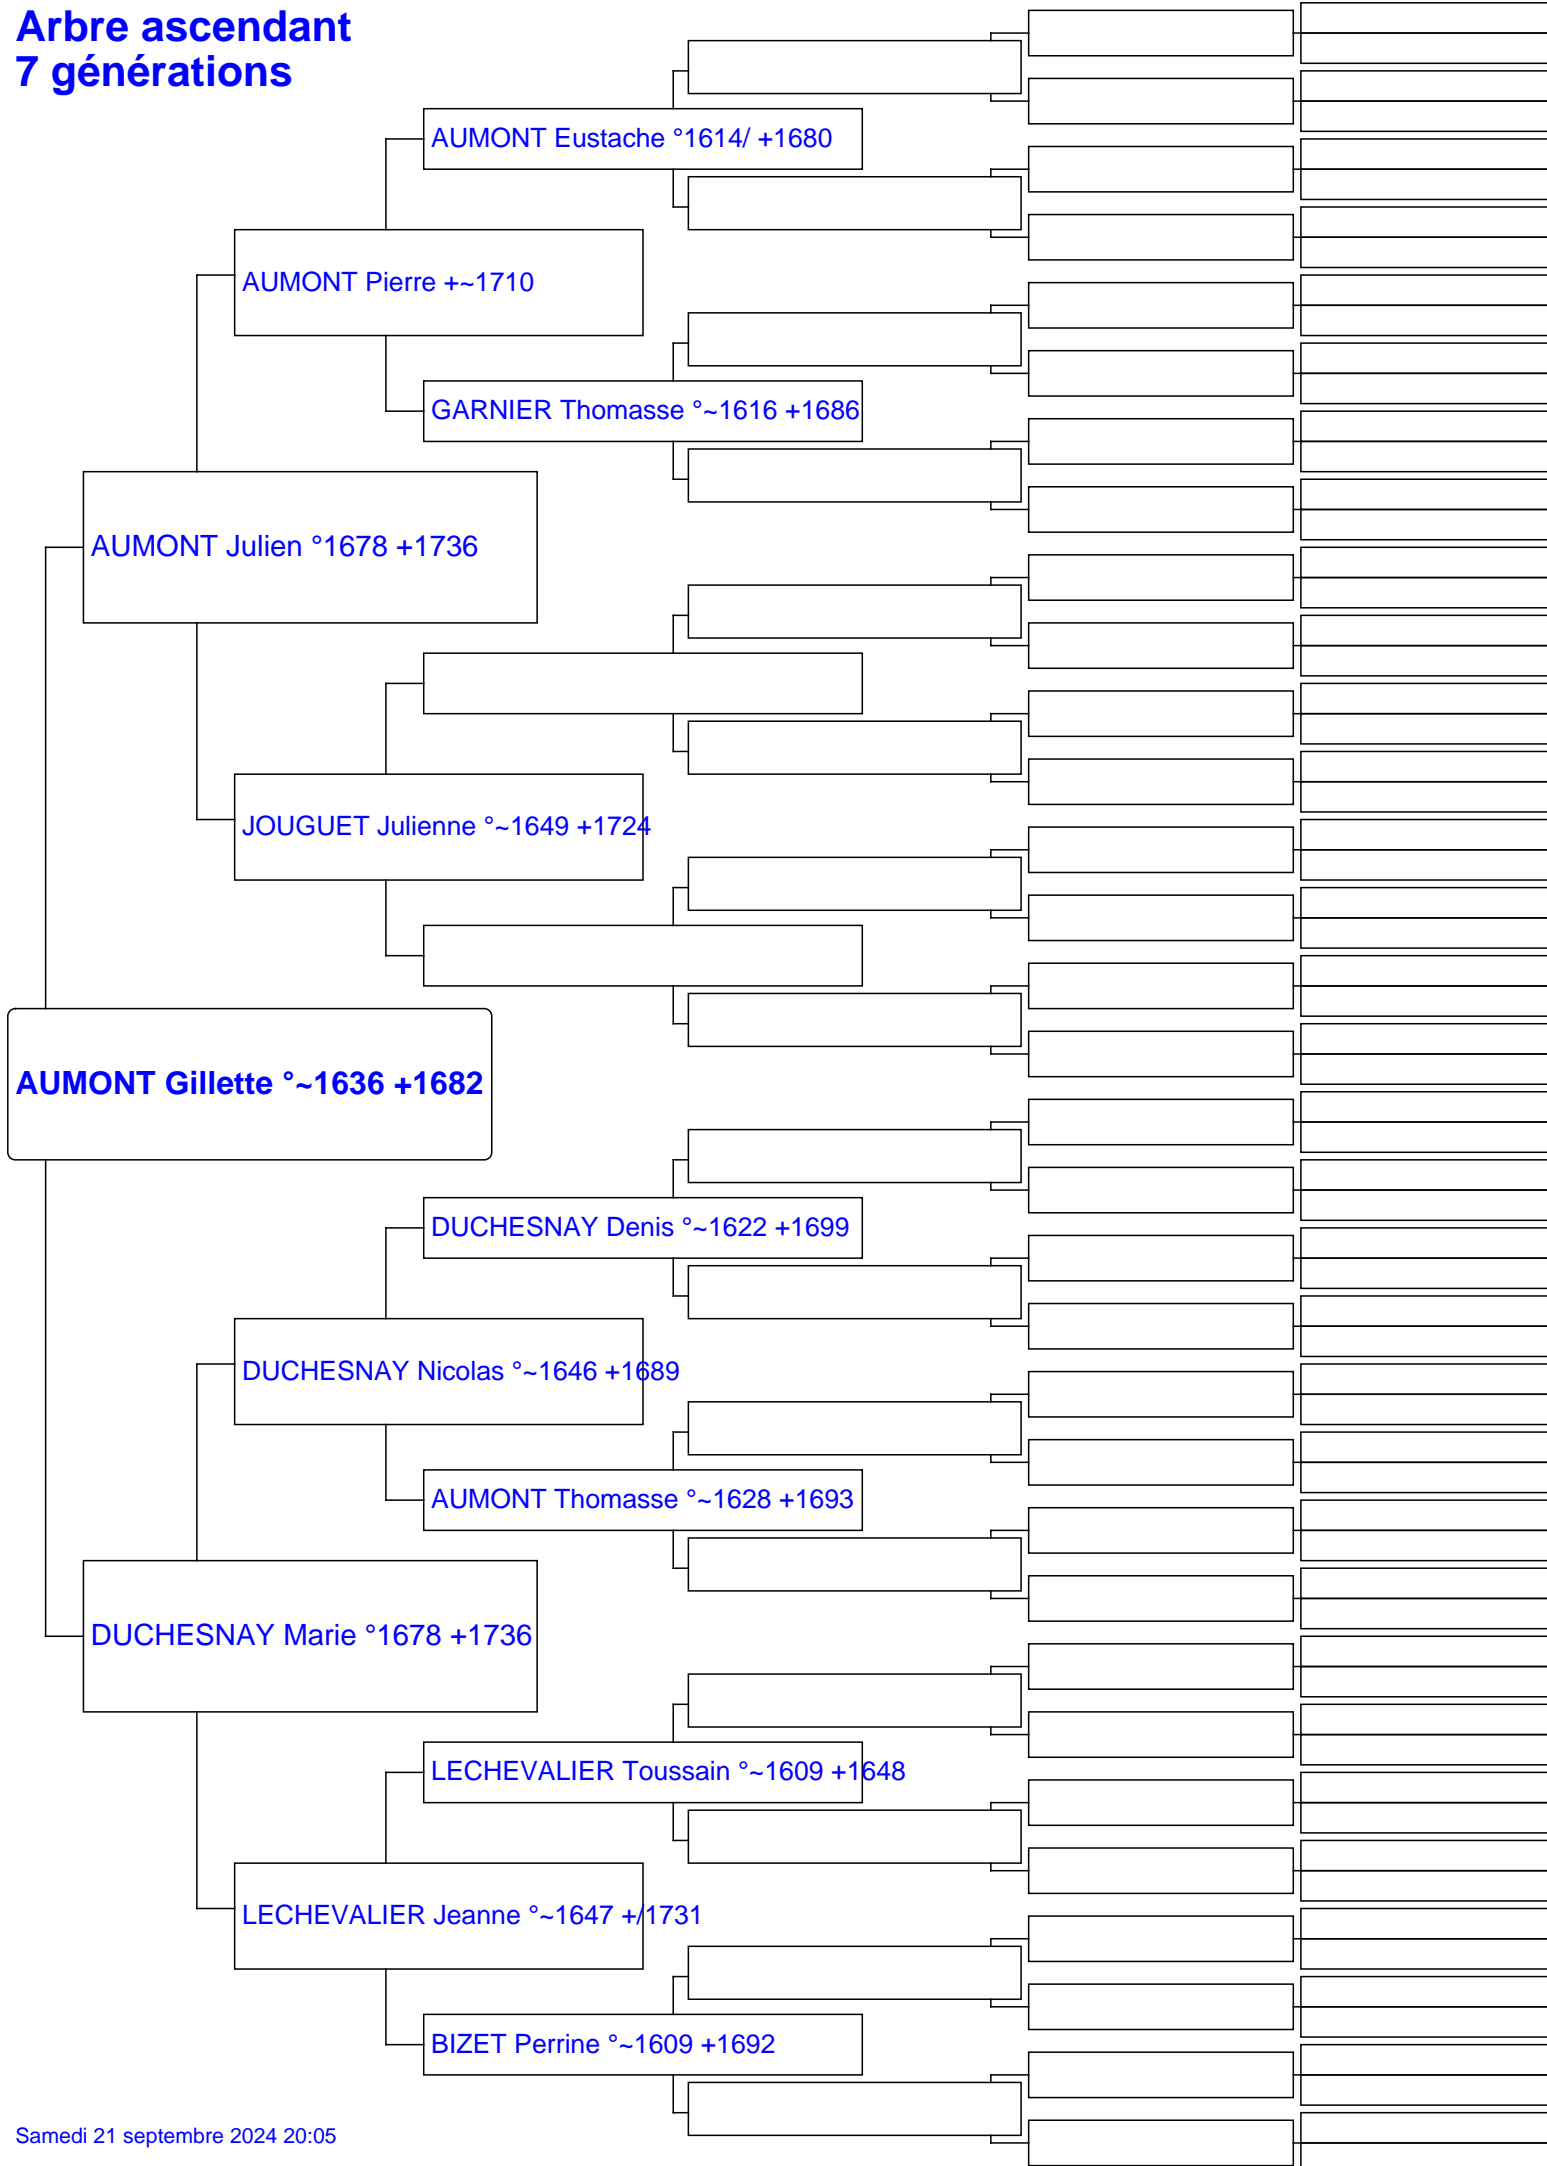 Arbre ascendant
7 générations
AUMONT Eustache °1614/ +1680
AUMONT Pierre +~1710
GARNIER Thomasse °~1616 +1686
AUMONT Julien °1678 +1736
JOUGUET Julienne °~1649 +1724
AUMONT Gillette °~1636 +1682
DUCHESNAY Denis °~1622 +1699
DUCHESNAY Nicolas °~1646 +1689
AUMONT Thomasse °~1628 +1693
DUCHESNAY Marie °1678 +1736
LECHEVALIER Toussain °~1609 +1648
LECHEVALIER Jeanne °~1647 +/1731
BIZET Perrine °~1609 +1692
Samedi 21 septembre 2024 20:05